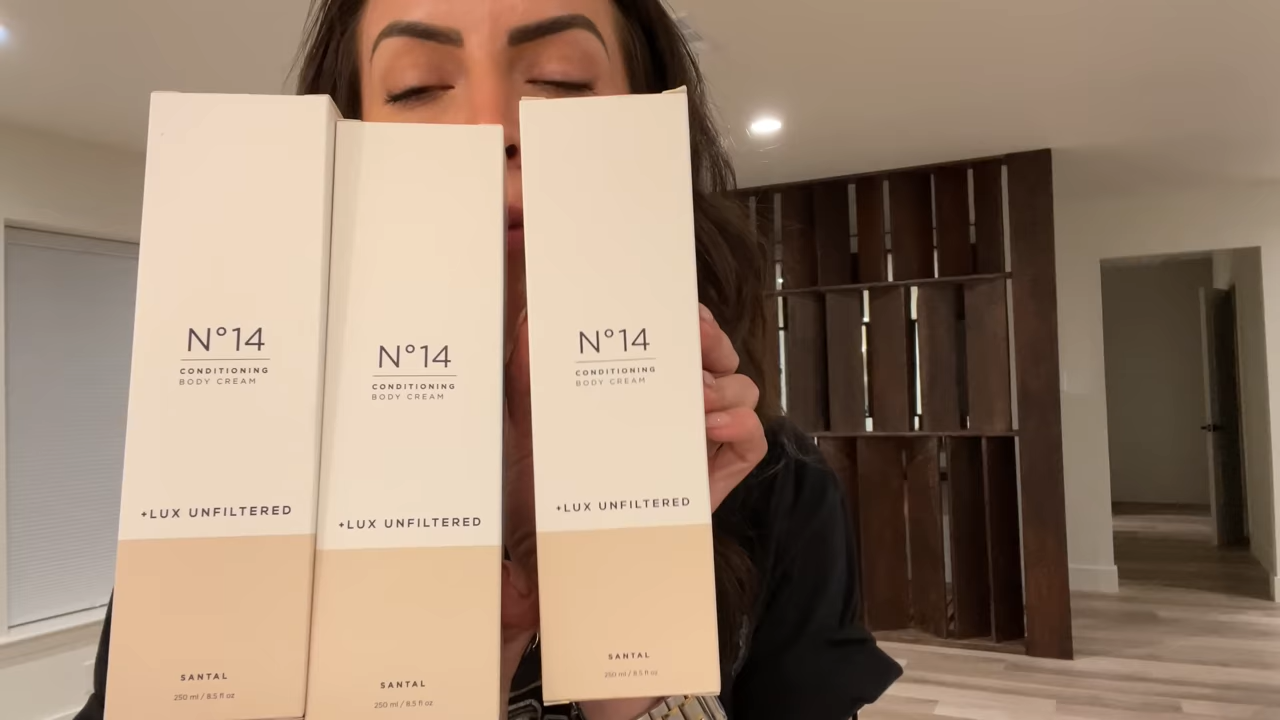 N°14
CONDITIONING
BODY CREAM
+LUX UNFILTERED
SANTAL
250 ml / 8.5 fl oz
N°14
CONDITIONING
BODY CREAM
+LUX UNFILTERED
SANTAL
250 ml / 8.5 fl oz
N°14
CONDITIONING
BODY CREAM
+LUX UNFILTERED
SANTAL
250 ml / 8.5 fl oz